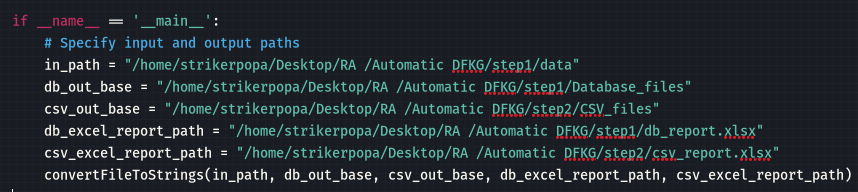 if __name__ == '__main__':
    # Specify input and output paths
    in_path = "/home/strikerpopa/Desktop/RA /Automatic DFKG/step1/data"
    db_out_base = "/home/strikerpopa/Desktop/RA /Automatic DFKG/step1/Database_files"
    csv_out_base = "/home/strikerpopa/Desktop/RA /Automatic DFKG/step2/CSV_files"
    db_excel_report_path = "/home/strikerpopa/Desktop/RA /Automatic DFKG/step1/db_report.xlsx"
    csv_excel_report_path = "/home/strikerpopa/Desktop/RA /Automatic DFKG/step2/csv_report.xlsx"
    convertFileToStrings(in_path, db_out_base, csv_out_base, db_excel_report_path, csv_excel_report_path)